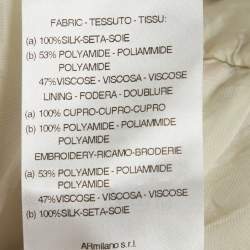 FABRIC - TESSUTO - TISSU:
(a) 100%SILK-SETA-SOIE
(b) 53% POLYAMIDE - POLIAMMIDE
POLYAMIDE
47%VISCOSE - VISCOSA - VISCOSE
LINING - FODERA - DOUBLURE
(a) 100% CUPRO-CUPRO-CUPRO
(b) 100% POLYAMIDE - POLIAMMIDE
POLYAMIDE
EMBROIDERY-RICAMO-BRODERIE
(a) 53% POLYAMIDE - POLIAMMIDE
POLYAMIDE
47%VISCOSE - VISCOSA - VISCOSE
(b) 100%SILK-SETA-SOIE
ARmilano s.r.l.